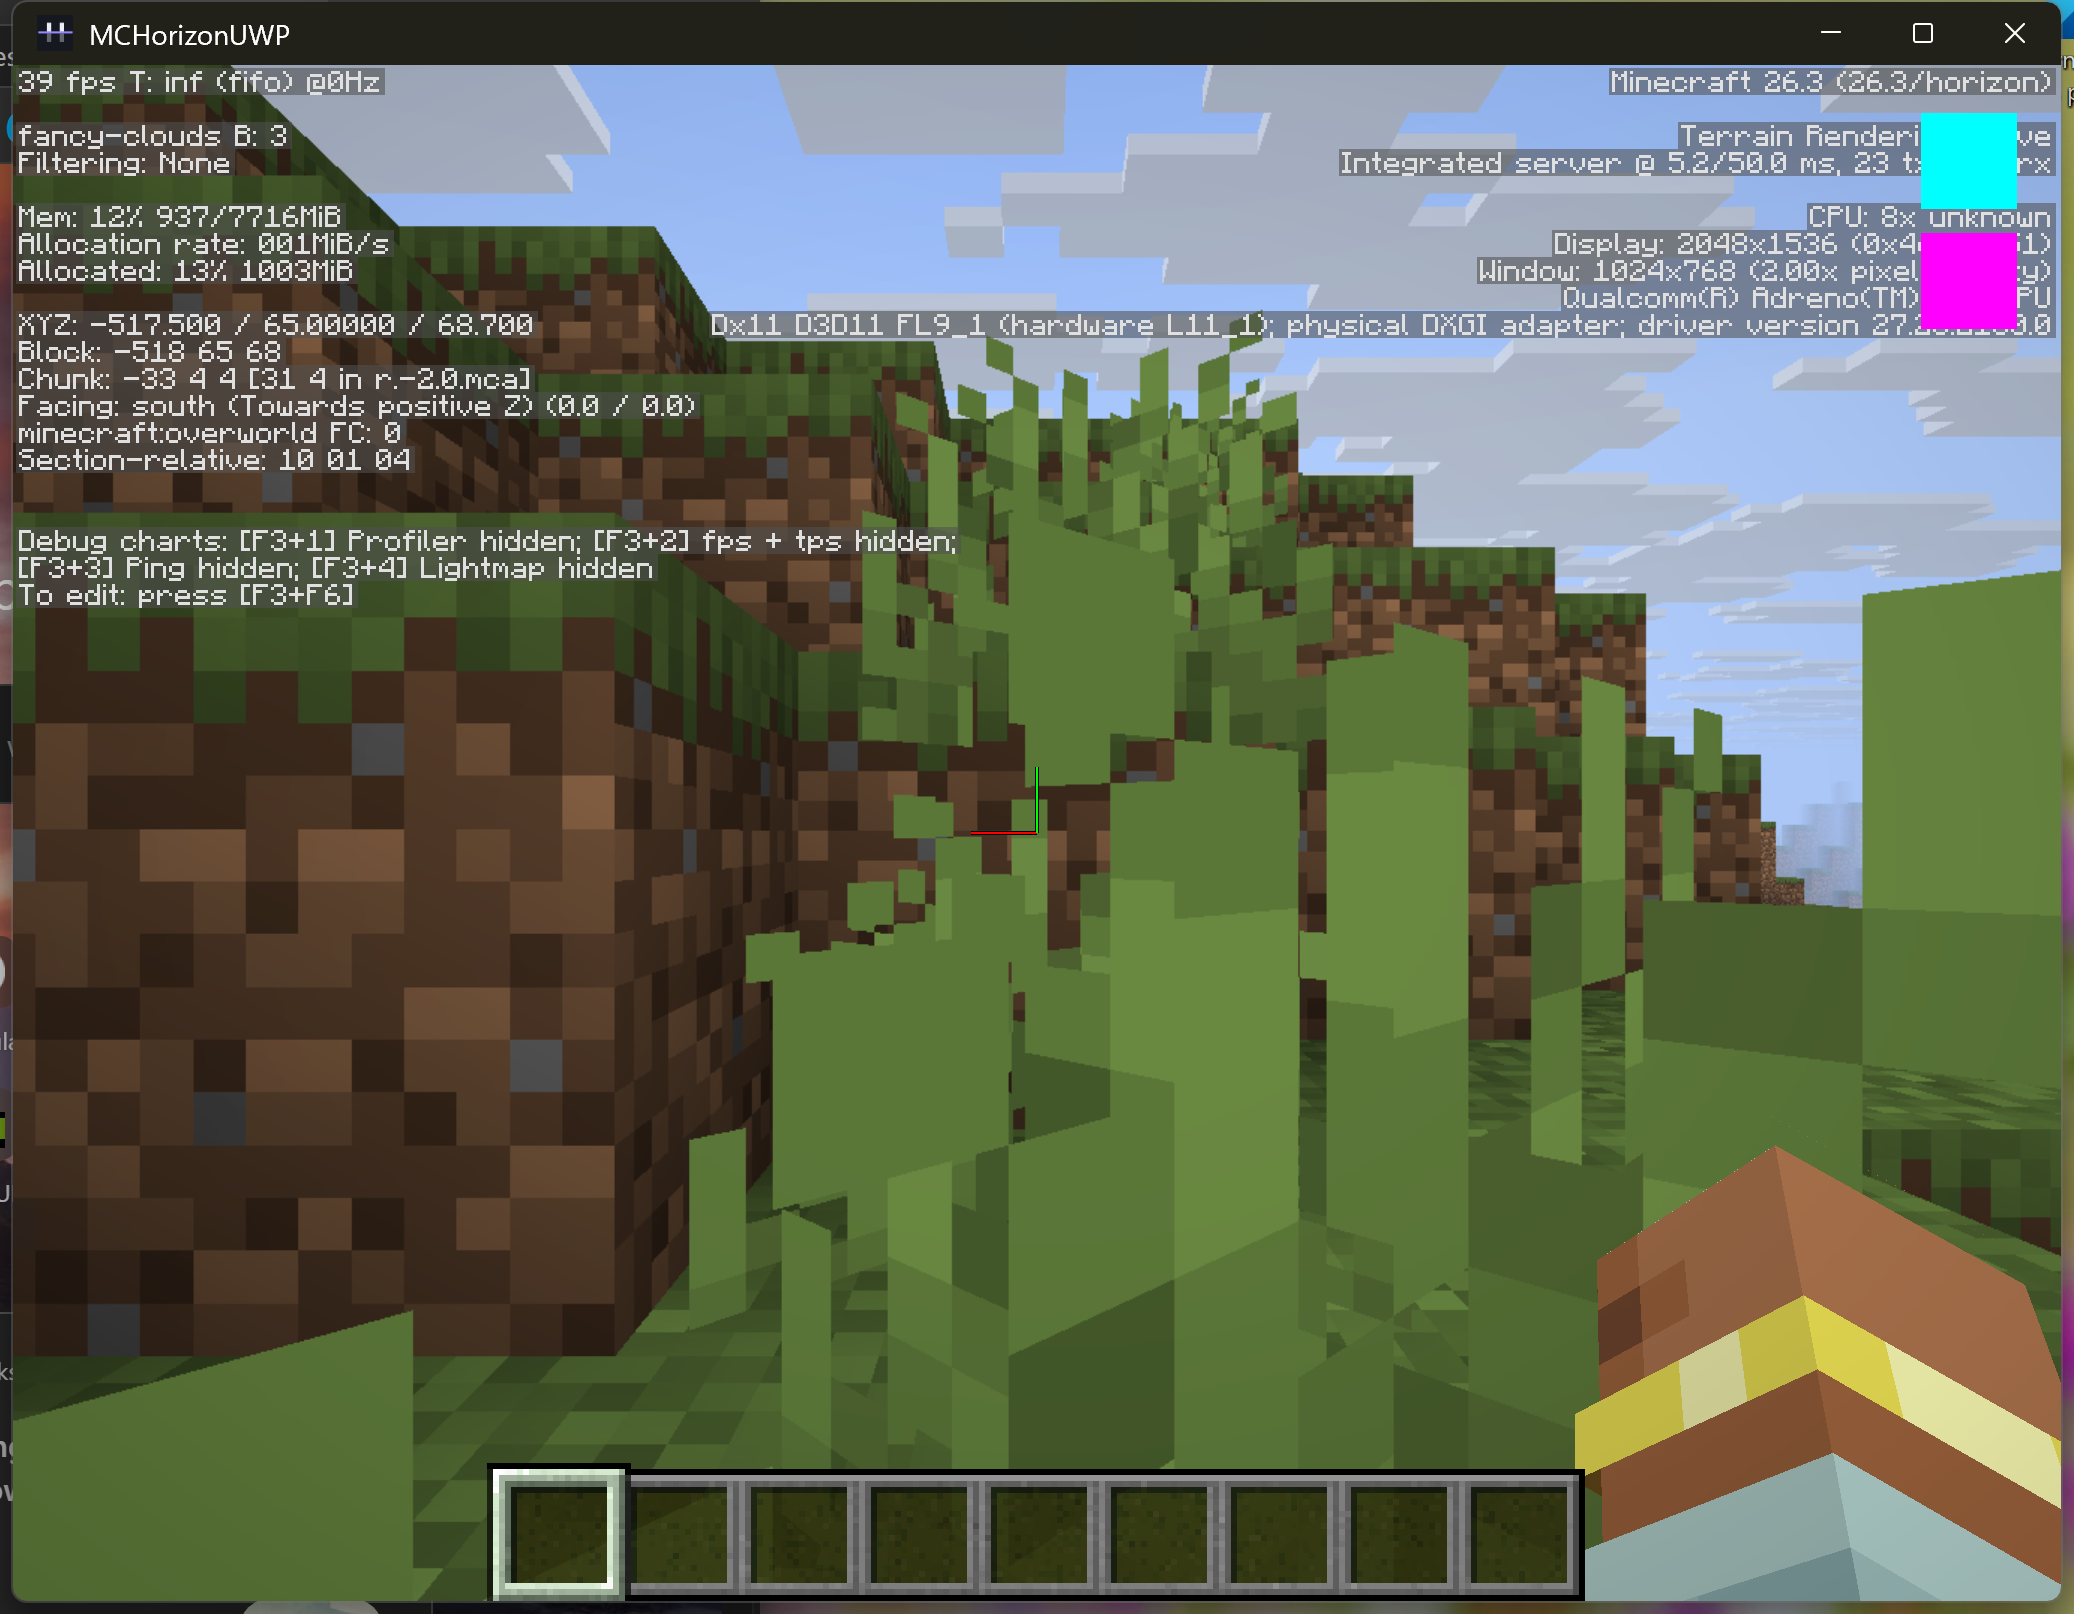 MCHorizonUWP
39 fps T: inf (fifo) @0Hz
fancy-clouds B: 3
Filtering: None
Mem: 12% 937/7716MiB
Allocation rate: 001MiB/s
Allocated: 13% 1003MiB
XYZ: -517.500 / 65.00000 / 68.700
Block: -518 65 68
Chunk: -33 4 4 [31 4 in r.-2.0.mca]
Facing: south (Towards positive Z) (0.0 / 0.0)
minecraft:overworld FC: 0
Section-relative: 10 01 04
Debug charts: [F3+1] Profiler hidden; [F3+2] fps + tps hidden;
[F3+3] Ping hidden; [F3+4] Lightmap hidden
To edit: press [F3+F6]
Minecraft 26.3 (26.3/horizon)
Terrain
Integrated server @ 5.2/50.0 ms, 23
CPU: 8x unknown
Display: 2048x1536
Window: 1024x768 (2.00x
Qualcomm(R) Adreno(TM)
Dx11 D3D11 FL9_1 (hardware L11_1); physical DXGI adapter; driver version